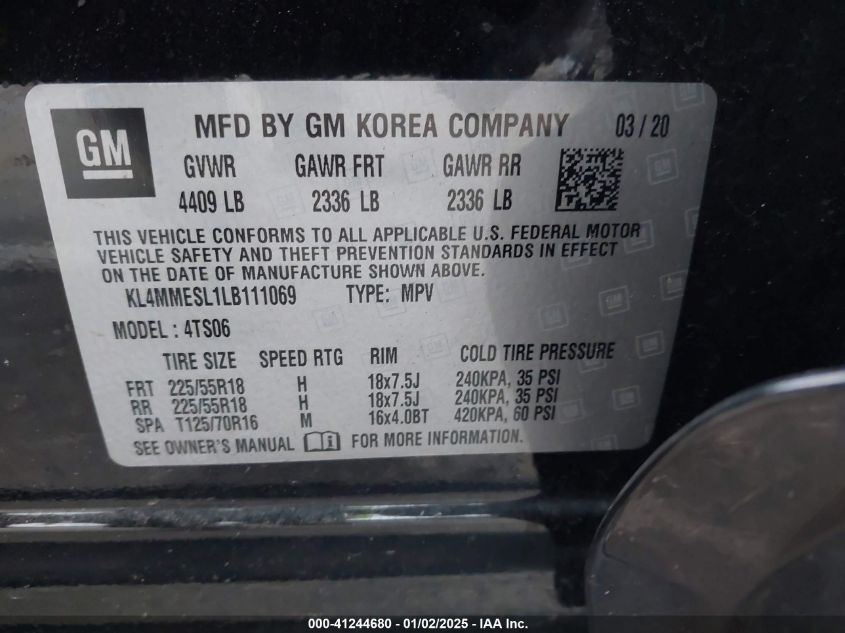 GM
MFD BY GM KOREA COMPANY 03 / 20
GVWR GAWR FRT GAWR RR
4409 LB 2336 LB 2336 LB
THIS VEHICLE CONFORMS TO ALL APPLICABLE U.S. FEDERAL MOTOR
VEHICLE SAFETY AND THEFT PREVENTION STANDARDS IN EFFECT
ON THE DATE OF MANUFACTURE SHOWN ABOVE.
KL4MMESL1LB111069 TYPE: MPV
MODEL : 4TS06
TIRE SIZE SPEED RTG RIM COLD TIRE PRESSURE
FRT 225/55R18 H 18x7.5J 240KPA, 35 PSI
RR 225/55R18 H 18x7.5J 240KPA, 35 PSI
SPA T125/70R16 M 16x4.0BT 420KPA, 60 PSI
SEE OWNER'S MANUAL i FOR MORE INFORMATION.
000-41244680 - 01/02/2025 - IAA Inc.